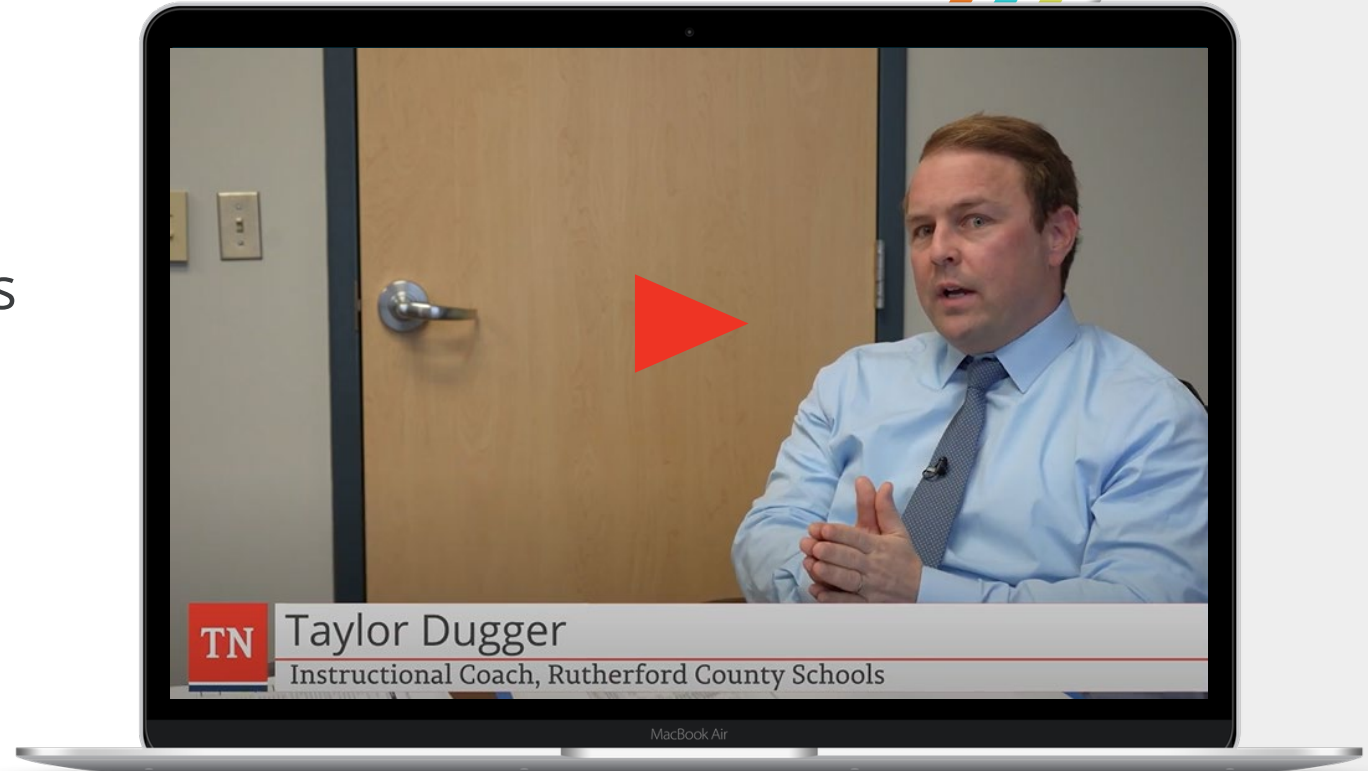 s
TN
Taylor Dugger
Instructional Coach, Rutherford County Schools
MacBook Air